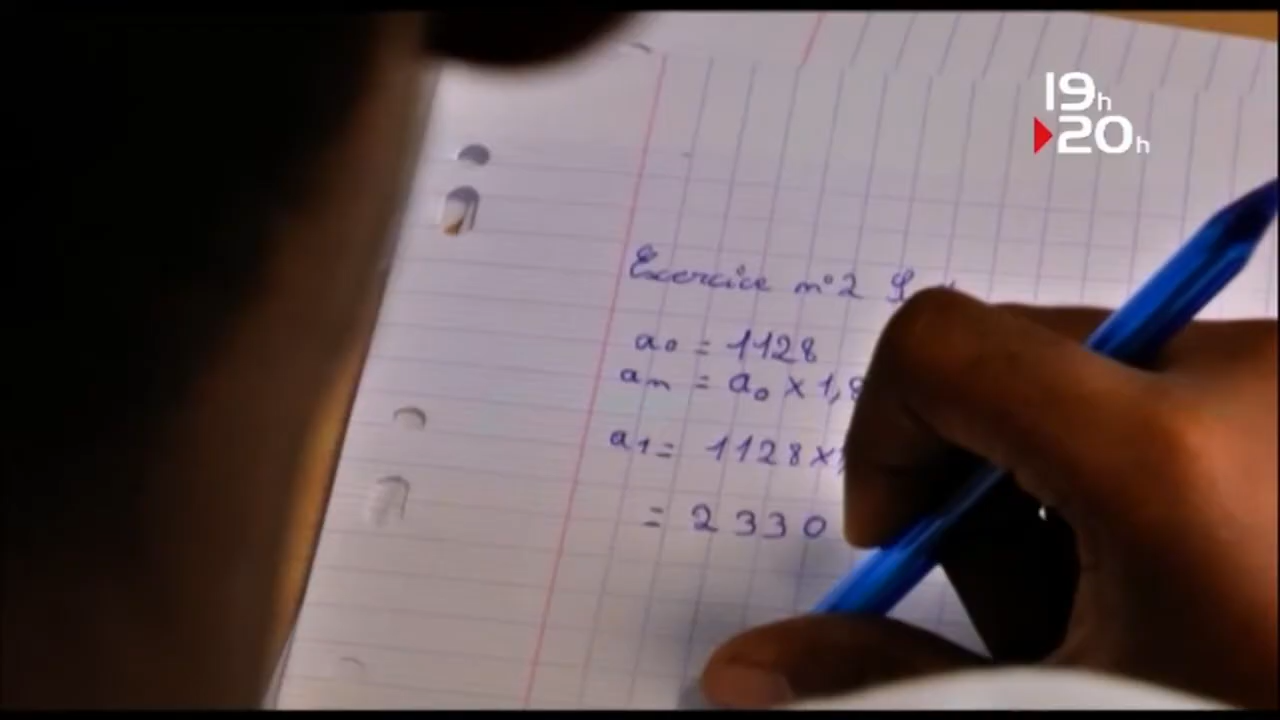 19h
20h
Exercice n°2
a0 = 1128
an = a0 × 1,8
a1 = 1128 ×
= 2330